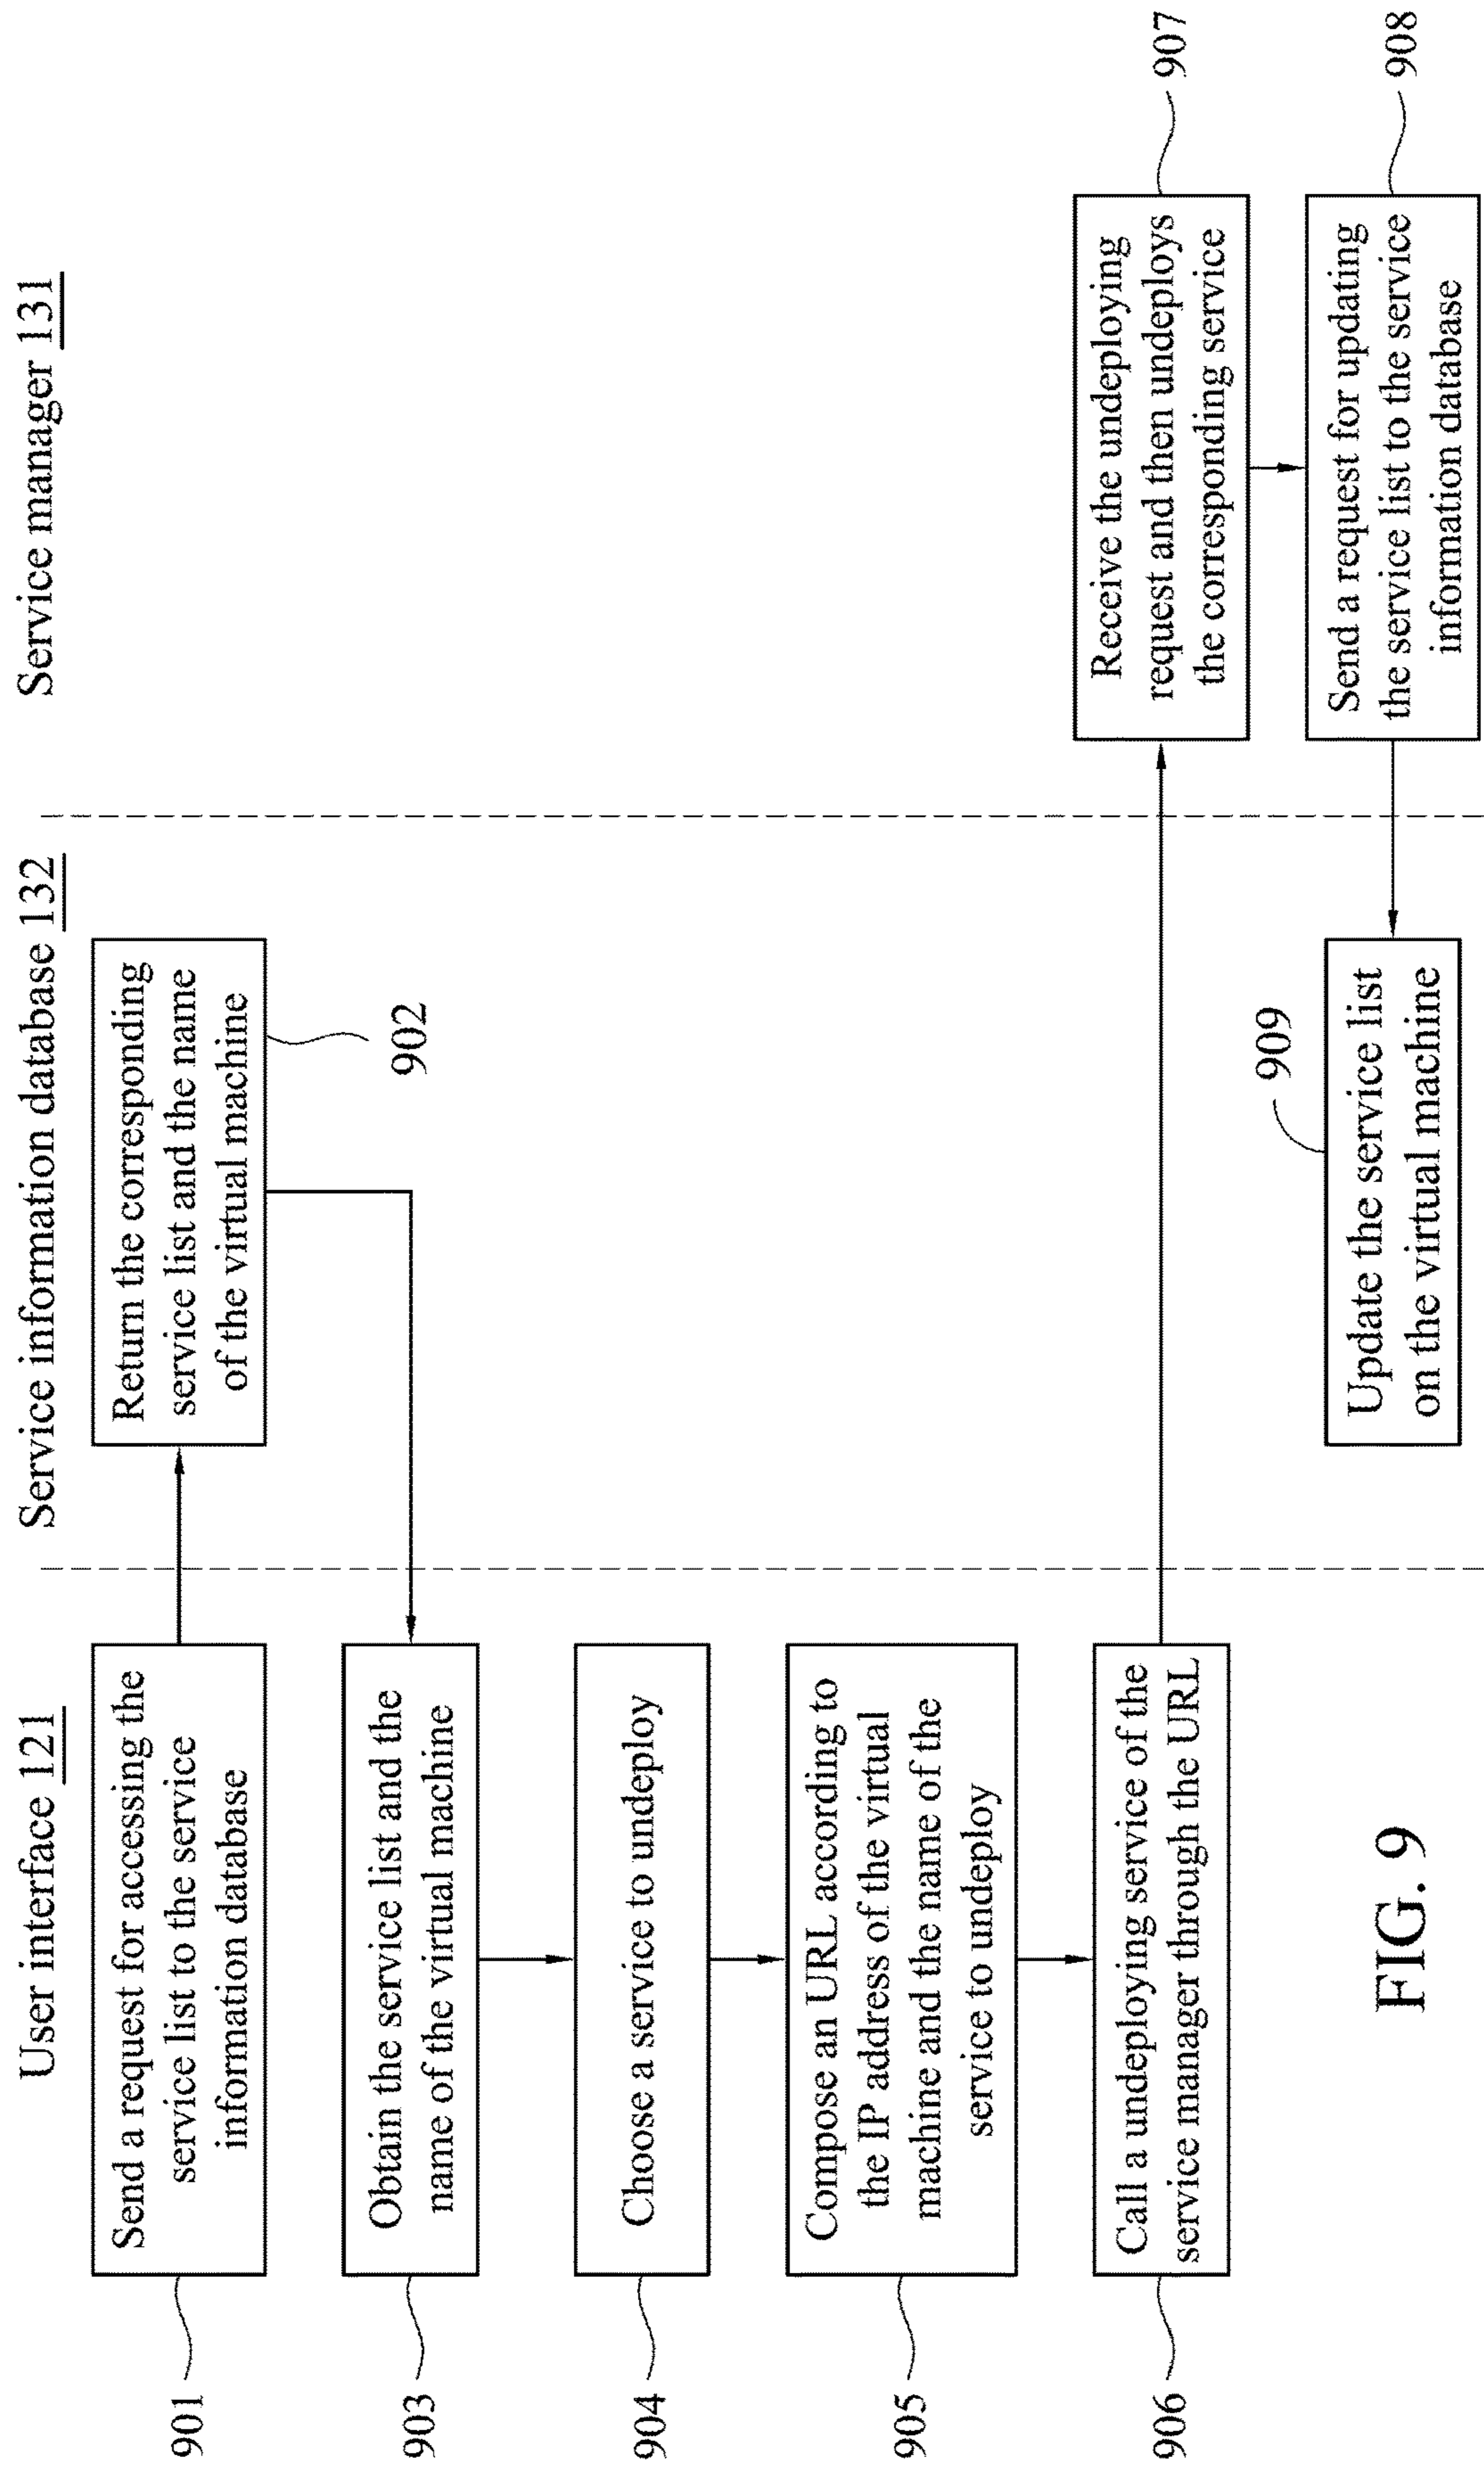 User interface 121
Service information database 132
Service manager 131
901
Send a request for accessing the
service list to the service
information database
Return the corresponding
service list and the name
of the virtual machine
902
903
Obtain the service list and the
name of the virtual machine
904
Choose a service to undeploy
905
Compose an URL according to
the IP address of the virtual
machine and the name of the
service to undeploy
906
Call a undeploying service of the
service manager through the URL
Receive the undeploying
request and then undeploys
the corresponding service
907
Send a request for updating
the service list to the service
information database
908
909
Update the service list
on the virtual machine
FIG. 9